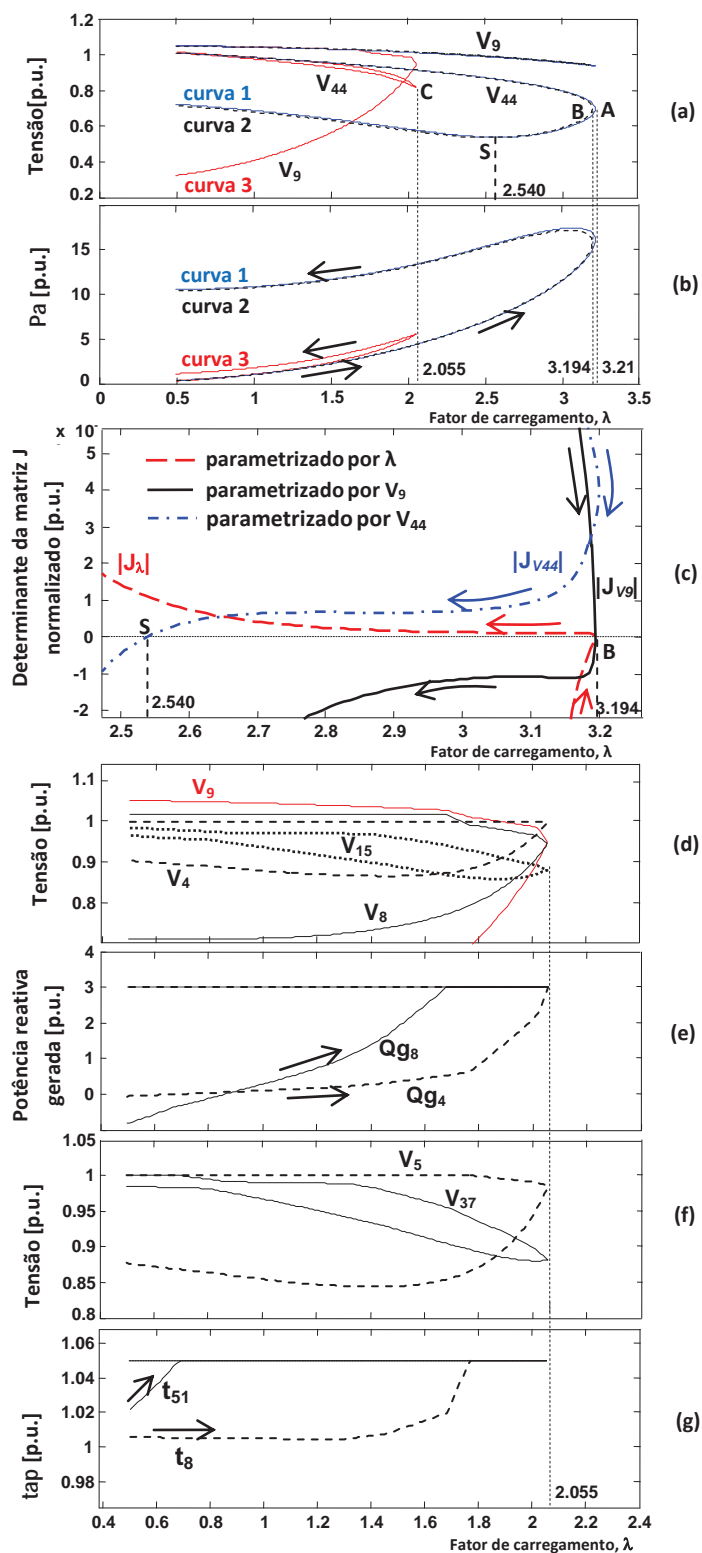 1.2
1
0.8
0.6
0.4
0.2
Tensão[p.u.]
V9
V44
V44
C
B
A
curva 1
curva 2
S
V9
2.540
curva 3
(a)
15
10
5
0
Pa [p.u.]
curva 1
curva 2
curva 3
2.055
3.194
3.21
(b)
0.5
1
1.5
2
2.5
3
3.5
Fator de carregamento, λ
x 10-
5
4
3
2
1
0
-1
-2
Determinante da matriz J
normalizado [p.u.]
parametrizado por λ
parametrizado por V9
parametrizado por V44
|Jλ|
|JV44|
|JV9|
S
B
2.540
3.194
(c)
2.5
2.6
2.7
2.8
2.9
3
3.1
3.2
Fator de carregamento, λ
1.1
1
0.9
0.8
Tensão [p.u.]
V9
V15
V4
V8
(d)
4
3
2
1
0
Potência reativa
gerada [p.u.]
Qg8
Qg4
(e)
1.05
1
0.95
0.9
0.85
0.8
Tensão [p.u.]
V5
V37
(f)
1.06
1.04
1.02
1
0.98
tap [p.u.]
t51
t8
2.055
(g)
0.4
0.6
0.8
1
1.2
1.4
1.6
1.8
2
2.2
2.4
Fator de carregamento λ